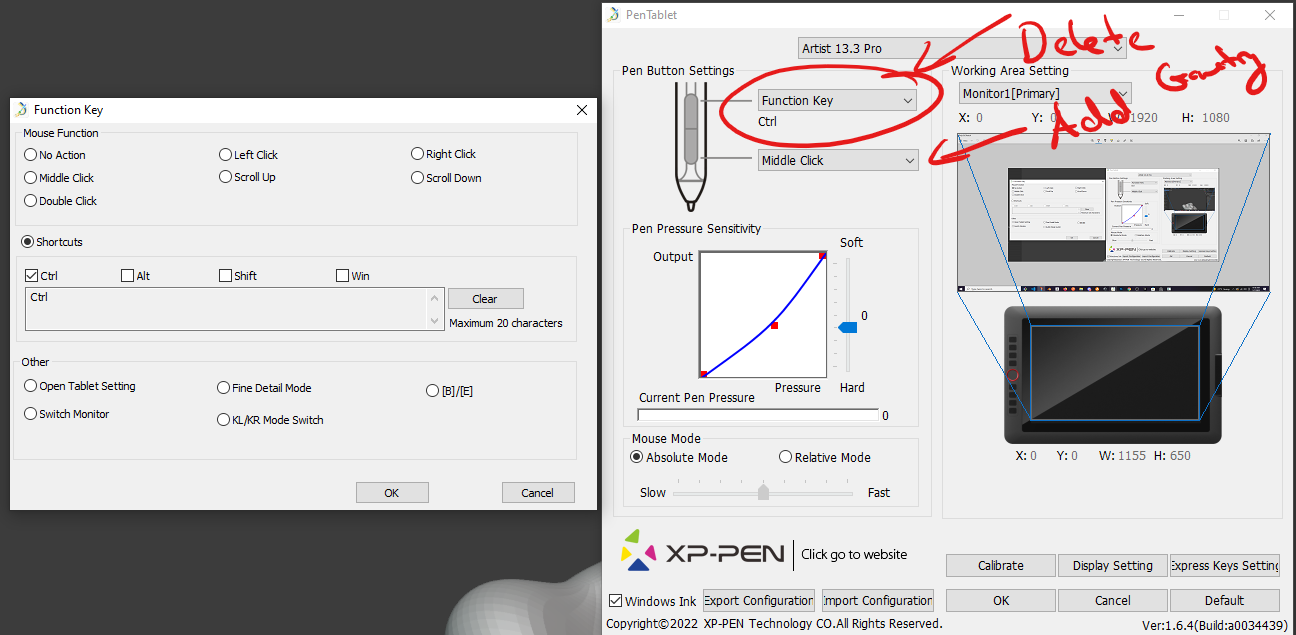 Function Key
Mouse Function
No Action
Left Click
Right Click
Middle Click
Scroll Up
Scroll Down
Double Click
Shortcuts
Ctrl
Alt
Shift
Win
Ctrl
Clear
Maximum 20 characters
Other
Open Tablet Setting
Fine Detail Mode
[B]/[E]
Switch Monitor
KL/KR Mode Switch
OK
Cancel
PenTablet
Artist 13.3 Pro
Delete
Pen Button Settings
Function Key
Ctrl
Middle Click
Add Geometry
Working Area Setting
Monitor1[Primary]
X: 0 Y: 0 W: 1920 H: 1080
Pen Pressure Sensitivity
Output
Soft
0
Pressure
Hard
Current Pen Pressure
0
Mouse Mode
Absolute Mode
Relative Mode
Slow
Fast
X: 0 Y: 0 W: 1155 H: 650
XP-PEN
Click go to website
Calibrate
Display Setting
Express Keys Setting
Windows Ink
Export Configuration
Import Configuration
OK
Cancel
Default
Copyright©2022 XP-PEN Technology CO.All Rights Reserved.
Ver:1.6.4(Build:a0034439)